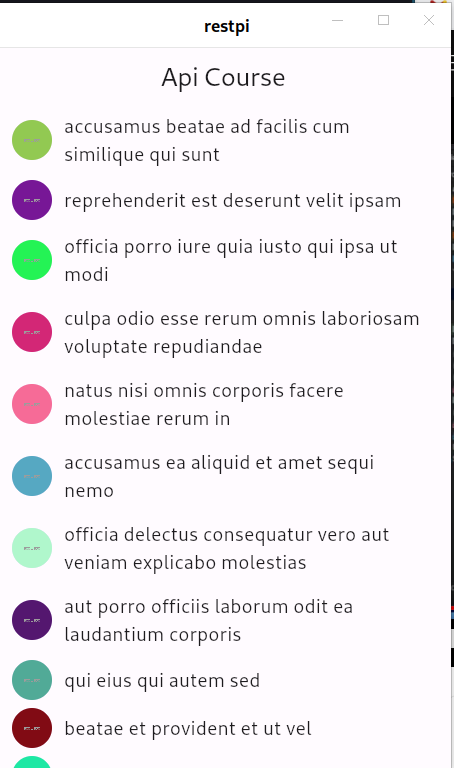 restpi
Api Course
accusamus beatae ad facilis cum
similique qui sunt
reprehenderit est deserunt velit ipsam
officia porro iure quia iusto qui ipsa ut
modi
culpa odio esse rerum omnis laboriosam
voluptate repudiandae
natus nisi omnis corporis facere
molestiae rerum in
accusamus ea aliquid et amet sequi
nemo
officia delectus consequatur vero aut
veniam explicabo molestias
aut porro officiis laborum odit ea
laudantium corporis
qui eius qui autem sed
beatae et provident et ut vel